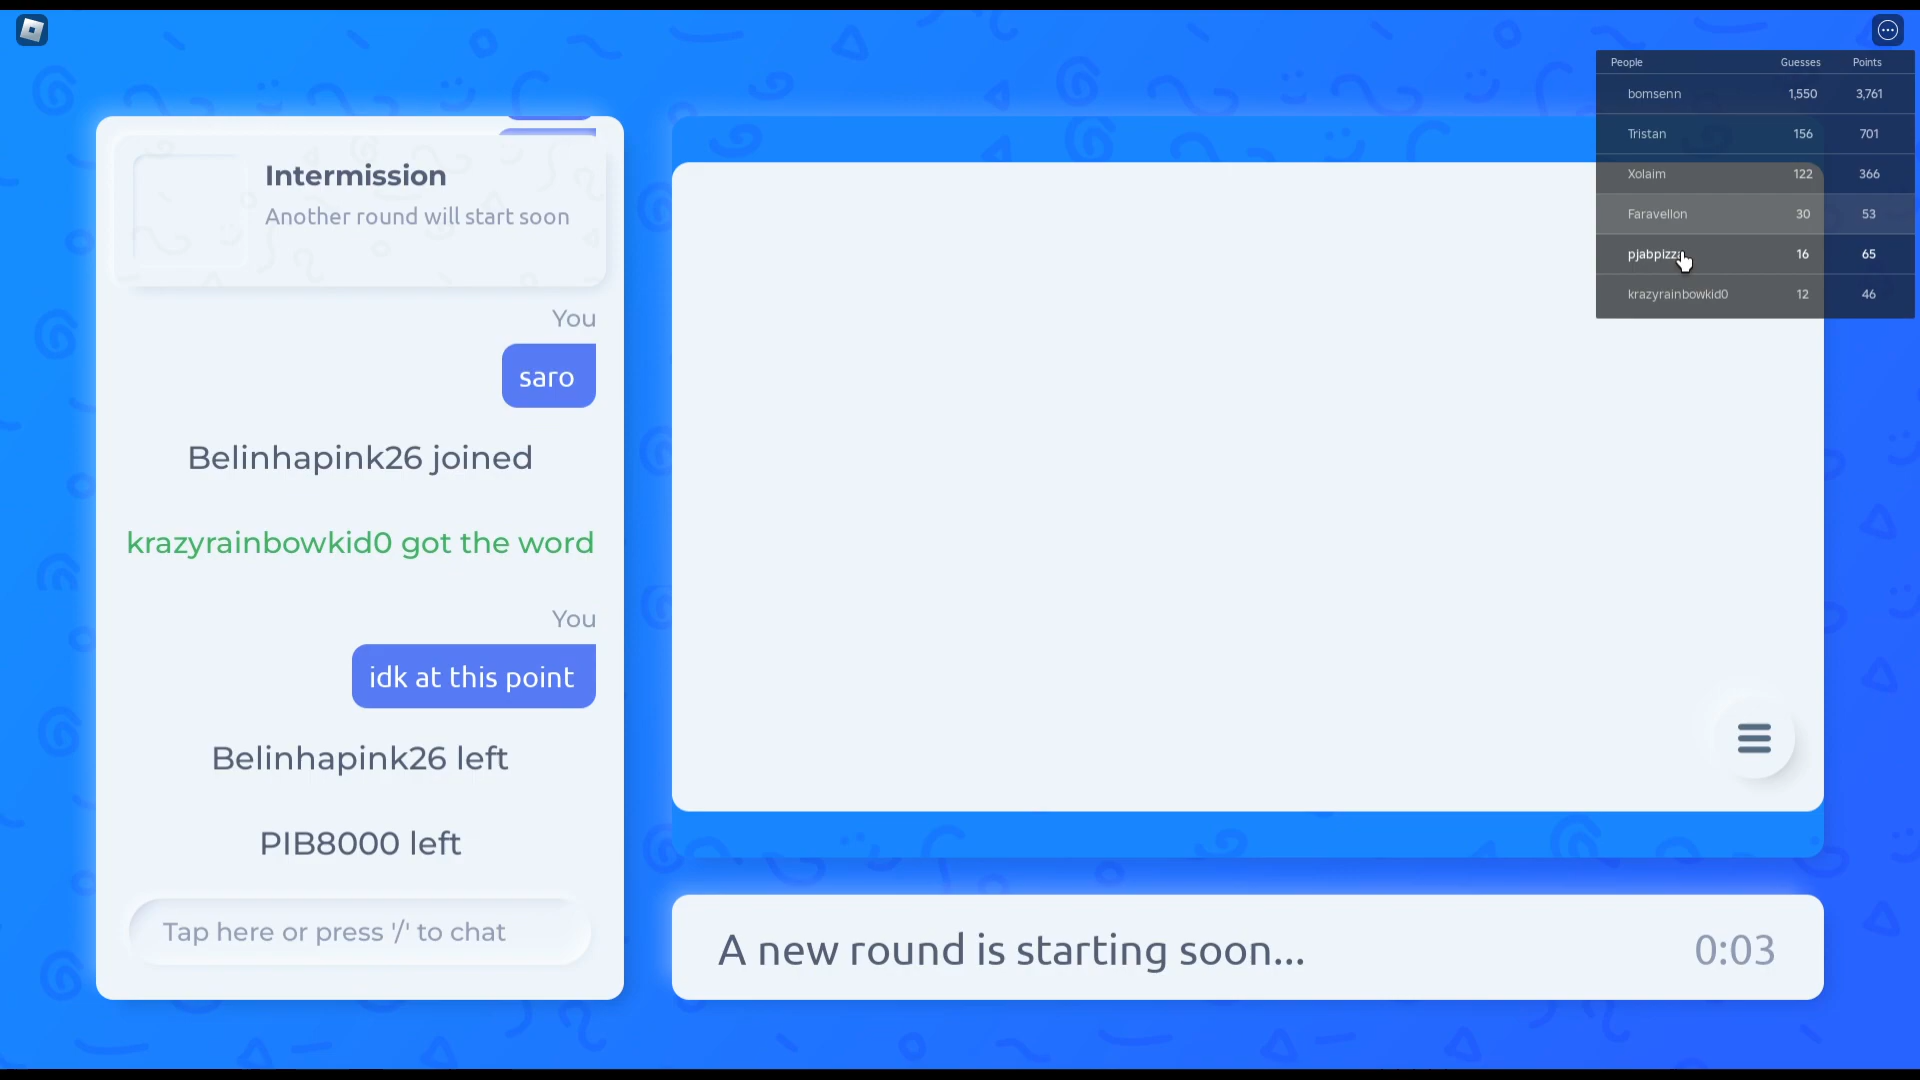 People Guesses Points
bomsenn 1,550 3,761
Tristan 156 701
Xolaim 122 366
Faravellon 30 53
pjabpizza 16 65
krazyrainbowkid0 12 46
Intermission
Another round will start soon
You
saro
Belinhapink26 joined
krazyrainbowkid0 got the word
You
idk at this point
Belinhapink26 left
PIB8000 left
Tap here or press '/' to chat
A new round is starting soon... 0:03